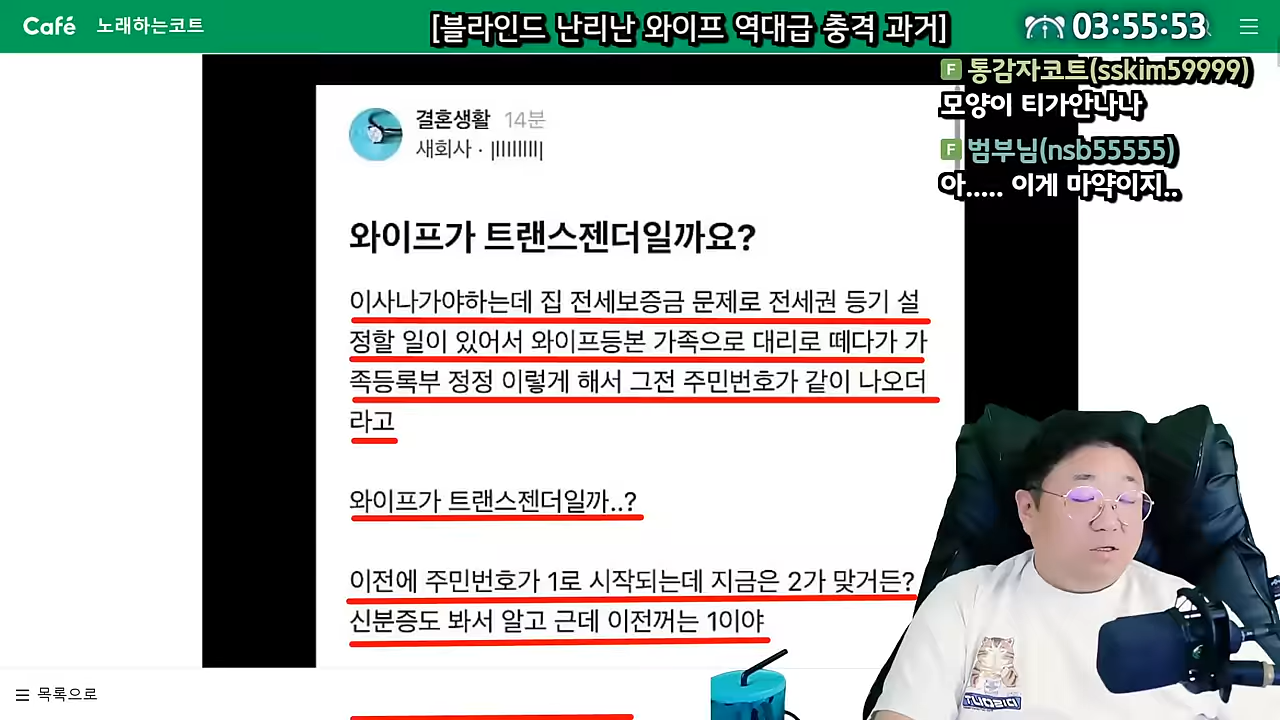 Café 노래하는코트
[블라인드 난리난 와이프 역대급 충격 과거]
03:55:53
F 통감자코트(sskim59999)
모양이 티가안나나
F 범부님(nsb55555)
아..... 이게 마약이지..
결혼생활 14분
새회사 · |||||||||
와이프가 트랜스젠더일까요?
이사나가야하는데 집 전세보증금 문제로 전세권 등기 설
정할 일이 있어서 와이프등본 가족으로 대리로 떼다가 가
족등록부 정정 이렇게 해서 그전 주민번호가 같이 나오더
라고
와이프가 트랜스젠더일까..?
이전에 주민번호가 1로 시작되는데 지금은 2가 맞거든?
신분증도 봐서 알고 근데 이전꺼는 1이야
목록으로